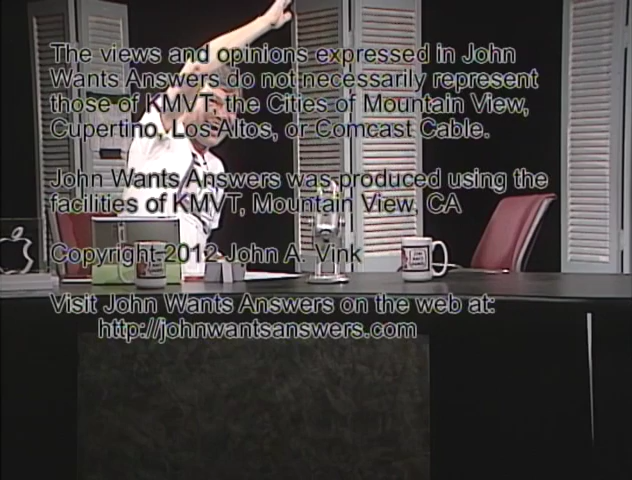 The views and opinions expressed in John
Wants Answers do not necessarily represent
those of KMVT, the Cities of Mountain View,
Cupertino, Los Altos, or Comcast Cable.
John Wants Answers was produced using the
facilities of KMVT, Mountain View, CA
Copyright 2012 John A. Vink
Visit John Wants Answers on the web at:
http://johnwantsanswers.com